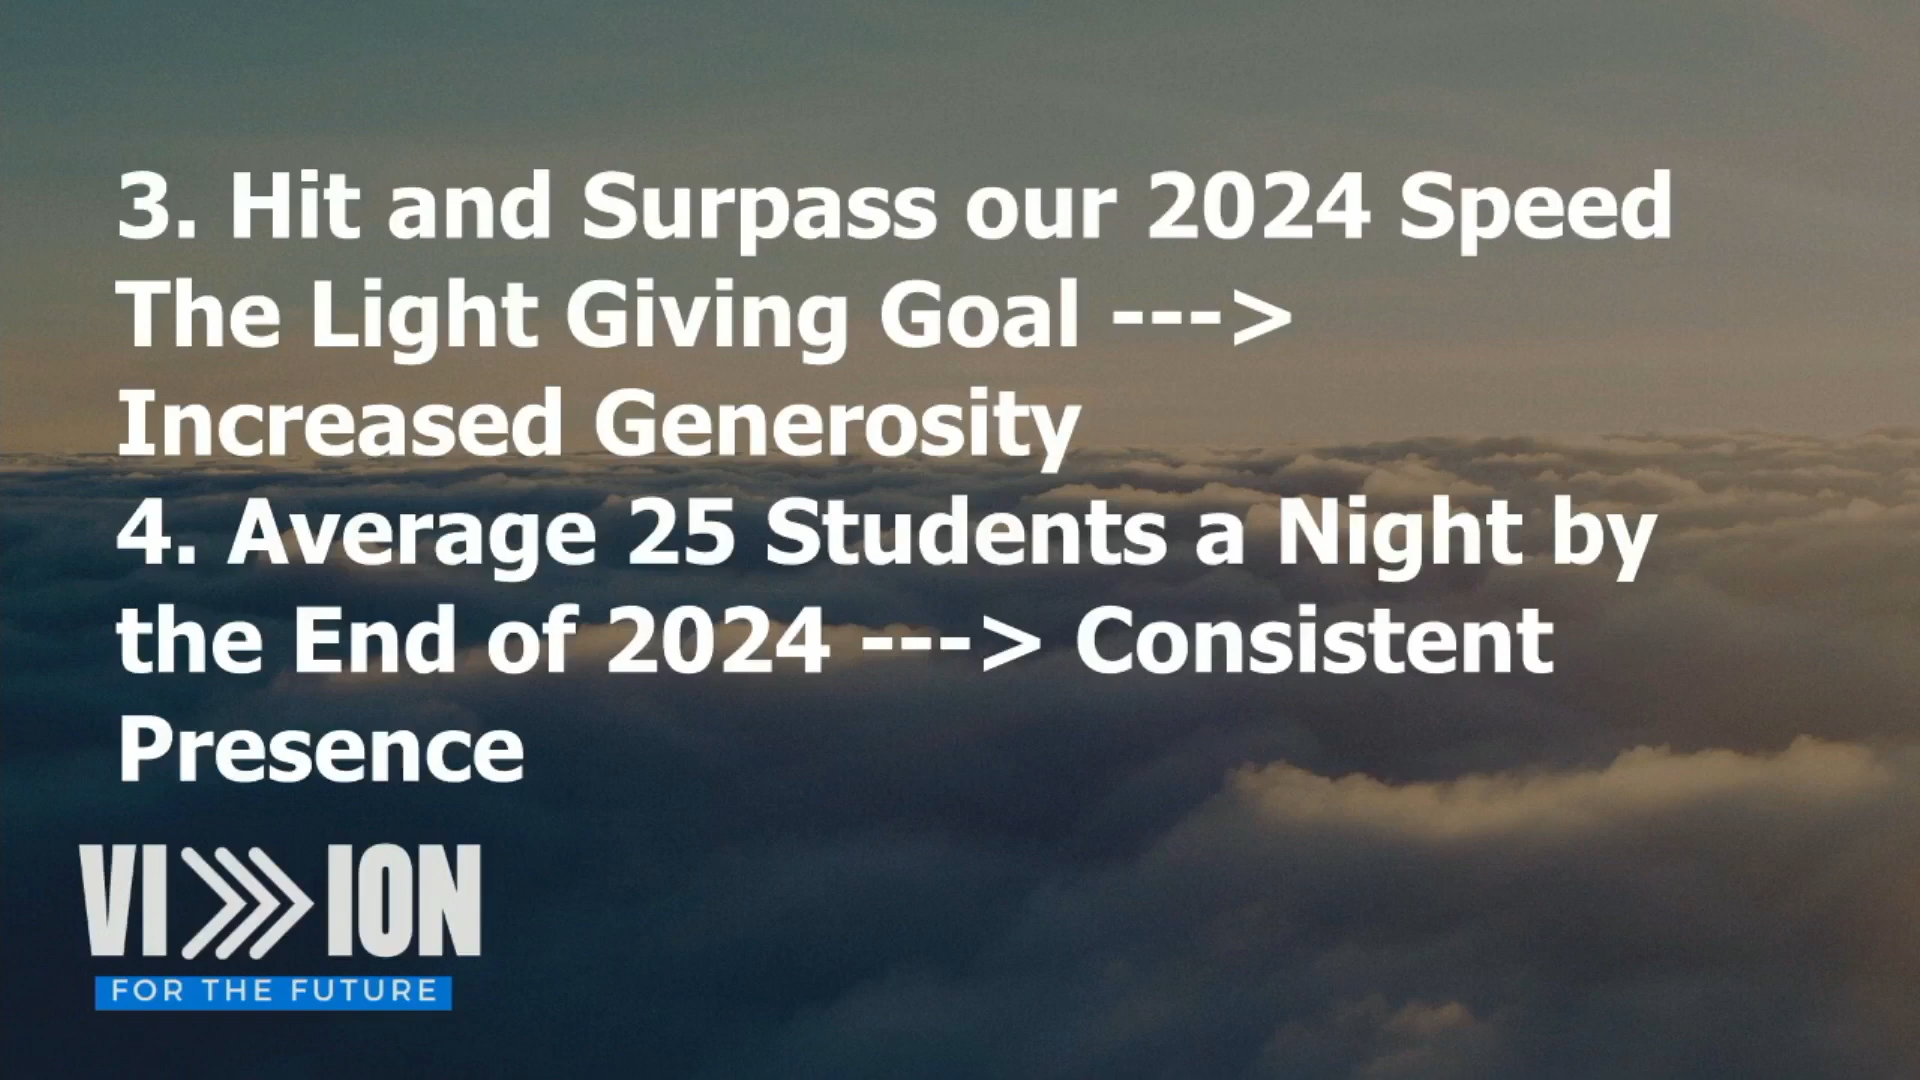 3. Hit and Surpass our 2024 Speed
The Light Giving Goal --->
Increased Generosity
4. Average 25 Students a Night by
the End of 2024 ---> Consistent
Presence
VI>>>ION
FOR THE FUTURE